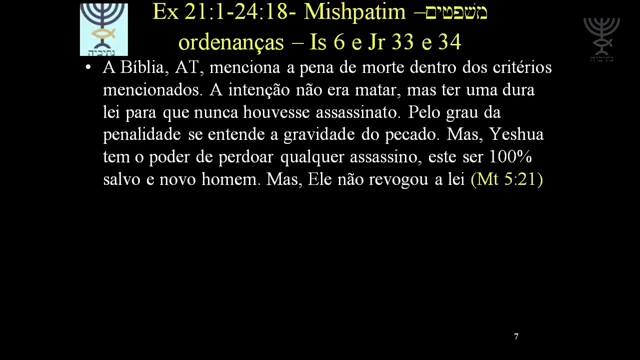 Ex 21:1-24:18- Mishpatim –משׁפטים
ordenanças – Is 6 e Jr 33 e 34
• A Bíblia, AT, menciona a pena de morte dentro dos critérios
mencionados. A intenção não era matar, mas ter uma dura
lei para que nunca houvesse assassinato. Pelo grau da
penalidade se entende a gravidade do pecado. Mas, Yeshua
tem o poder de perdoar qualquer assassino, este ser 100%
salvo e novo homem. Mas, Ele não revogou a lei (Mt 5:21)
7